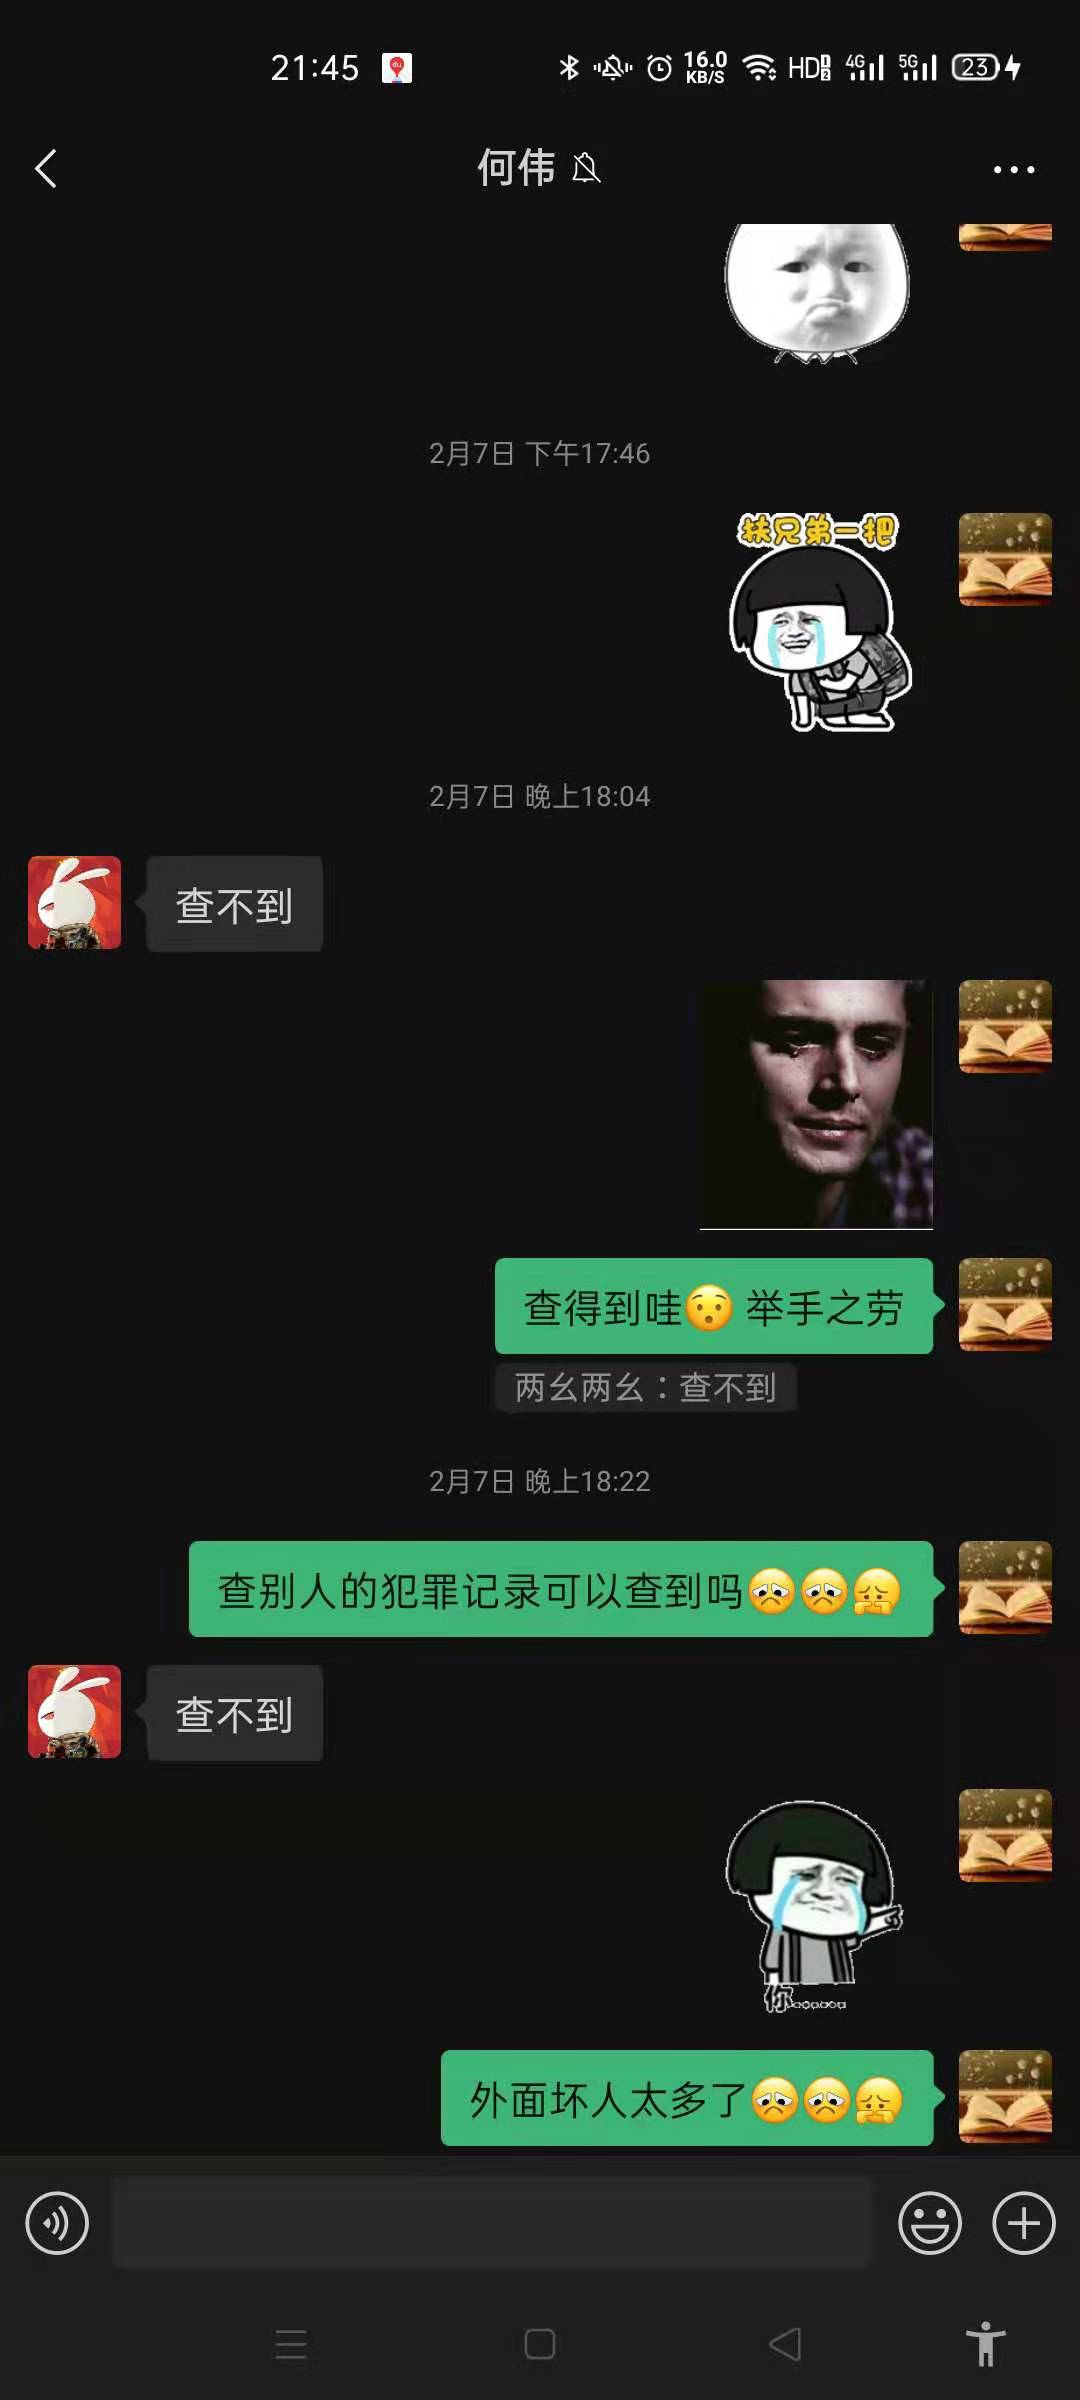 21:45
du
16.0
KB/S
HD
1
2
4G
5G
23
何伟
2月7日 下午17:46
扶兄弟一把
2月7日 晚上18:04
查不到
查得到哇😯 举手之劳
两幺两幺：查不到
2月7日 晚上18:22
查别人的犯罪记录可以查到吗
查不到
你……
外面坏人太多了